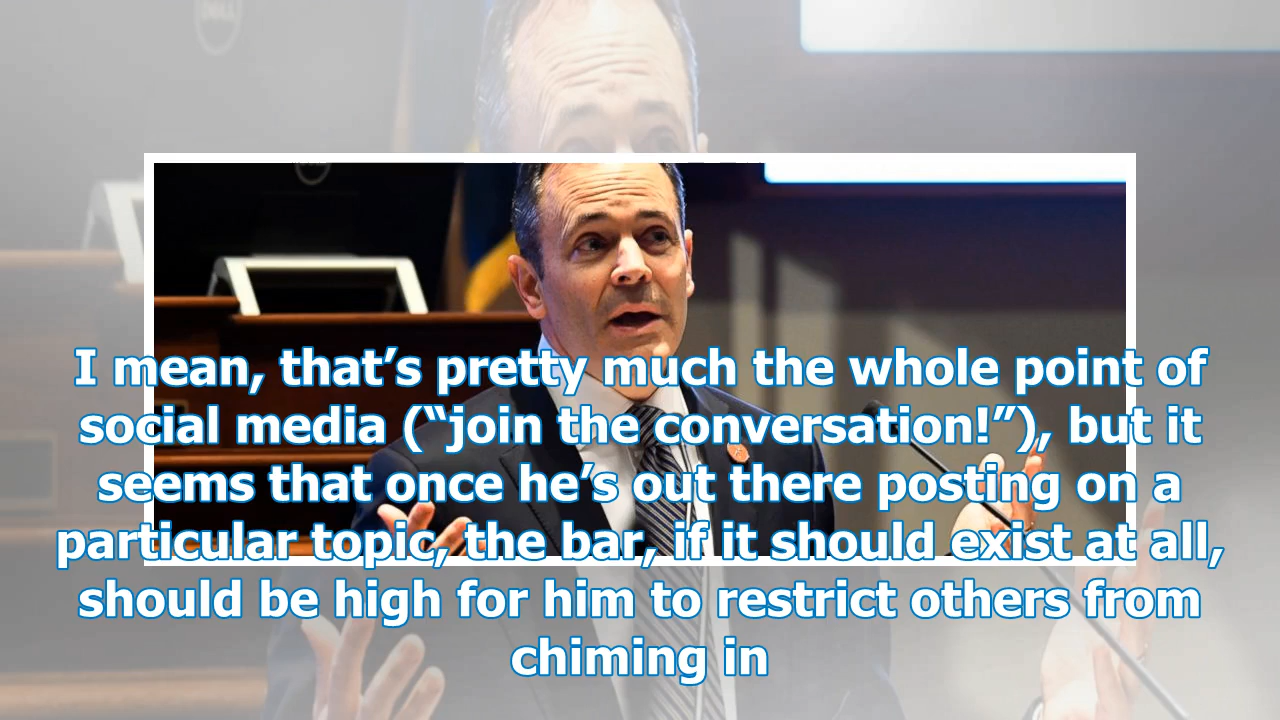 DELL
I mean, that’s pretty much the whole point of
social media (“join the conversation!”), but it
seems that once he’s out there posting on a
particular topic, the bar, if it should exist at all,
should be high for him to restrict others from
chiming in